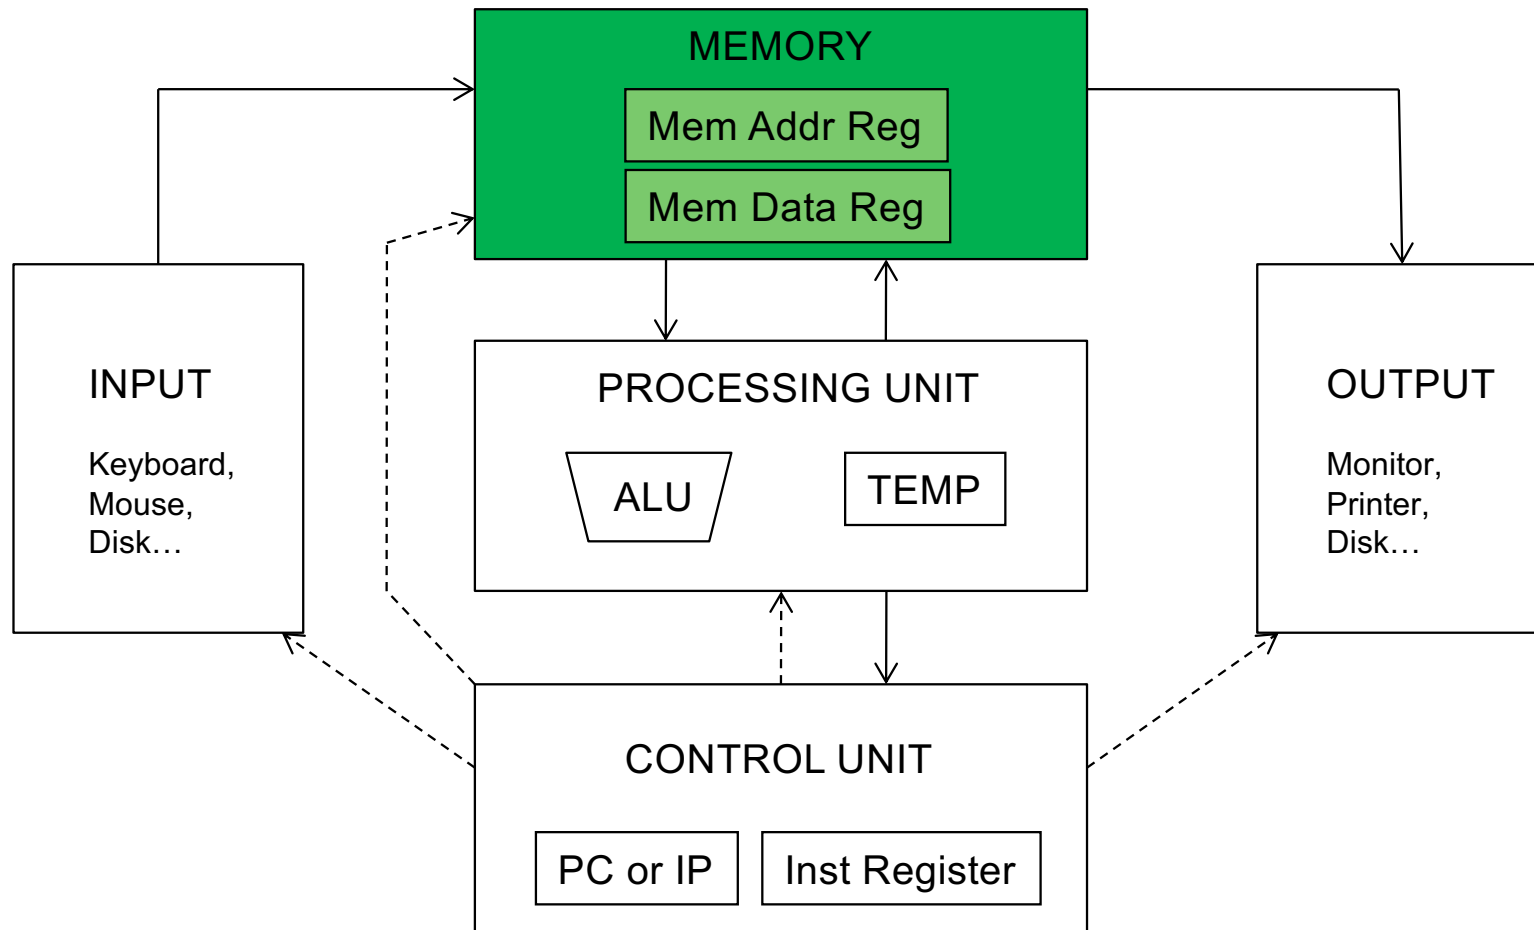 MEMORY
Mem Addr Reg
Mem Data Reg
INPUT
Keyboard,
Mouse,
Disk…
PROCESSING UNIT
ALU
TEMP
OUTPUT
Monitor,
Printer,
Disk…
CONTROL UNIT
PC or IP
Inst Register